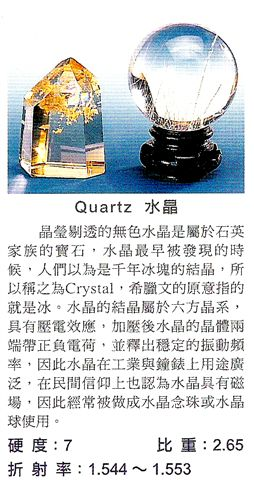 Quartz 水晶
晶瑩剔透的無色水晶是屬於石英
家族的寶石，水晶最早被發現的時
候，人們以為是千年冰塊的結晶，所
以稱之為Crystal，希臘文的原意指的
就是冰。水晶的結晶屬於六方晶系，
具有壓電效應，加壓後水晶的晶體兩
端帶正負電荷，並釋出穩定的振動頻
率，因此水晶在工業與鐘錶上用途廣
泛，在民間信仰上也認為水晶具有磁
場，因此經常被做成水晶念珠或水晶
球使用。
硬度：7 比重：2.65
折射率：1.544～1.553